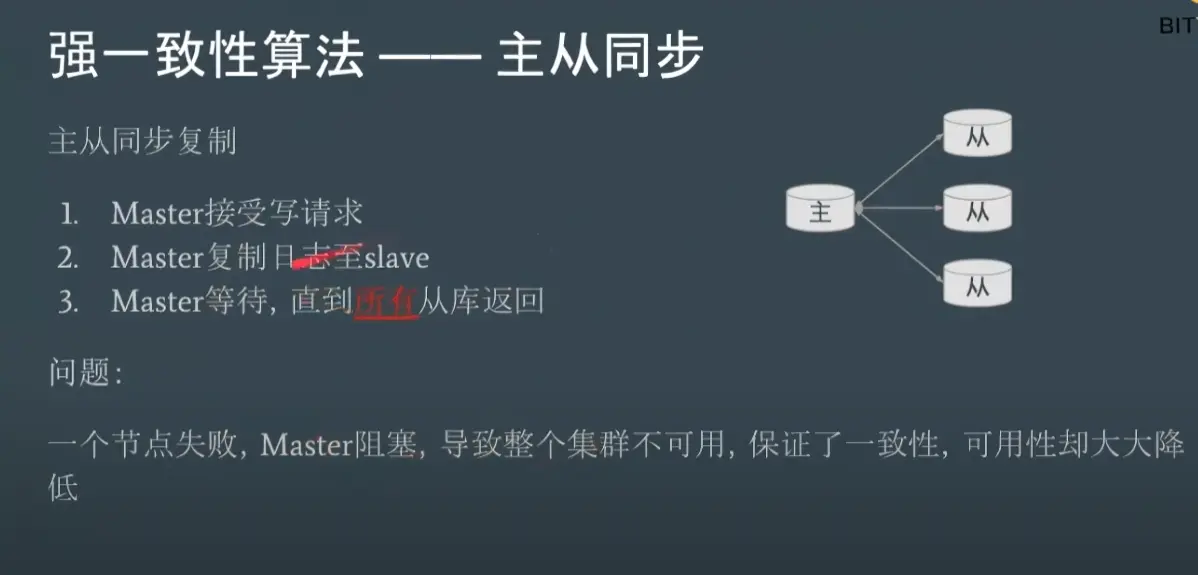 BIT
强一致性算法 —— 主从同步
主从同步复制
1. Master接受写请求
2. Master复制日志至slave
3. Master等待, 直到所有从库返回
主
从
从
从
问题:
一个节点失败, Master阻塞, 导致整个集群不可用, 保证了一致性, 可用性却大大降
低